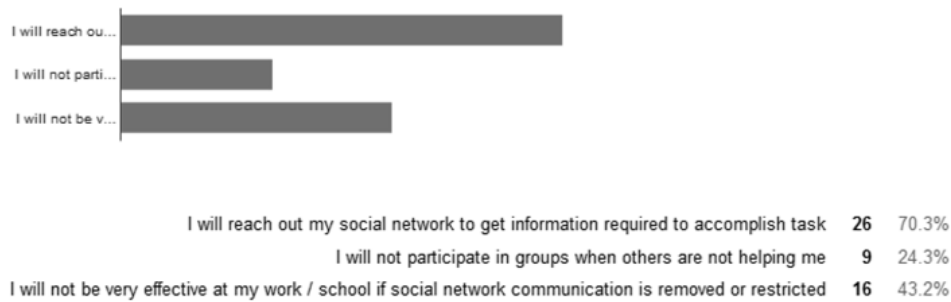 I will reach ou...
I will not parti...
I will not be v...
I will reach out my social network to get information required to accomplish task 26 70.3%
I will not participate in groups when others are not helping me 9 24.3%
I will not be very effective at my work / school if social network communication is removed or restricted 16 43.2%